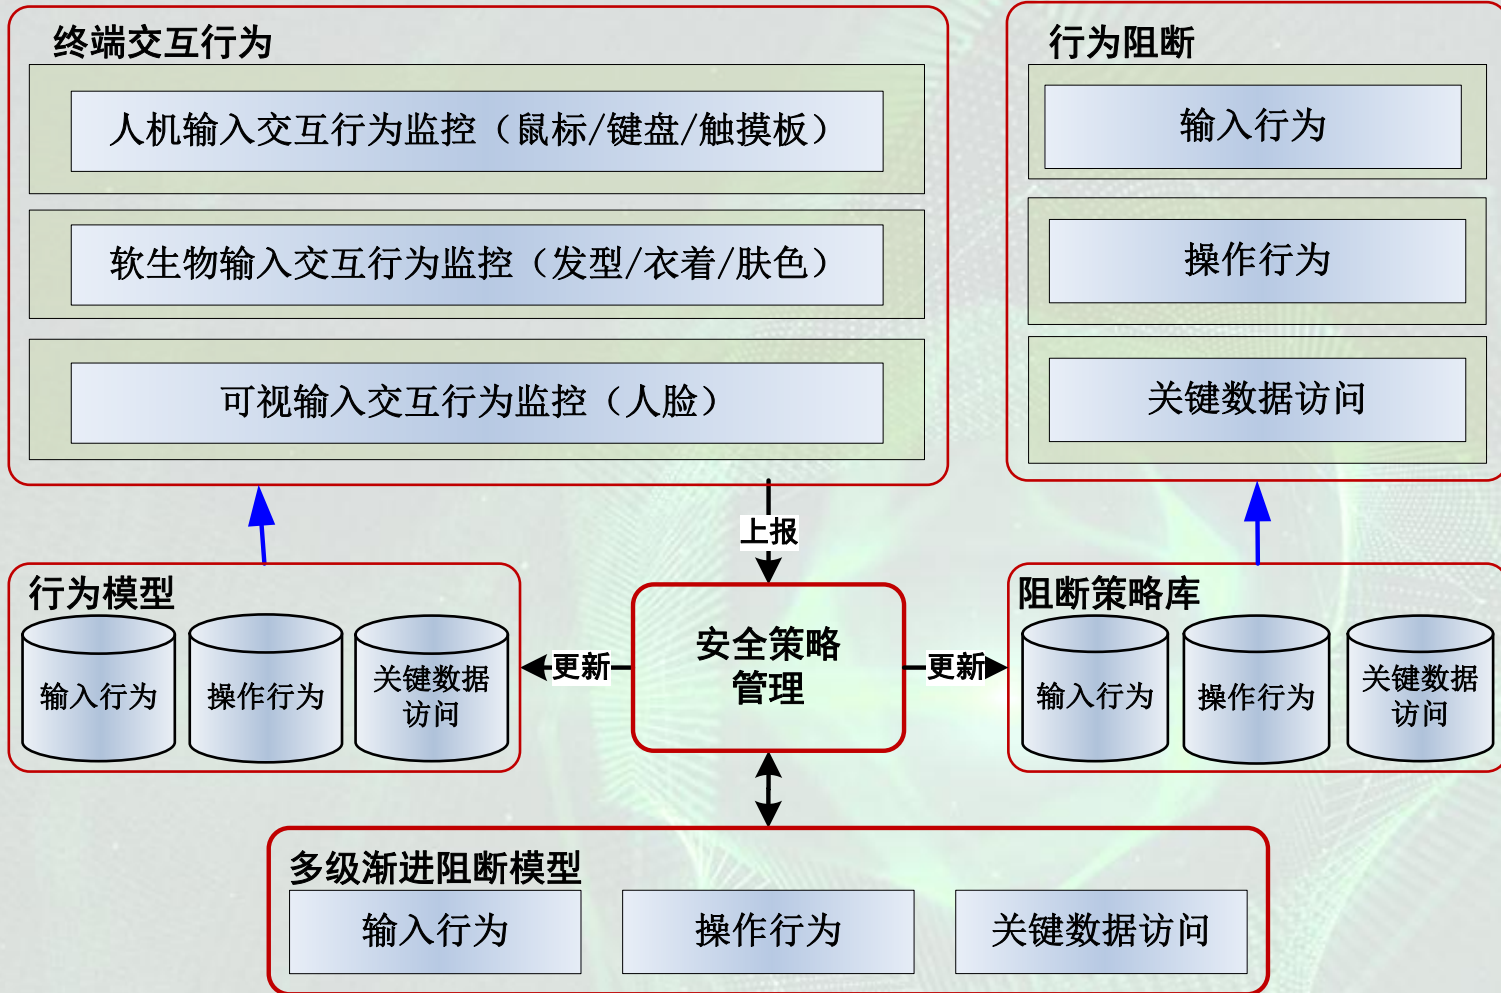 终端交互行为
人机输入交互行为监控（鼠标/键盘/触摸板）
软生物输入交互行为监控（发型/衣着/肤色）
可视输入交互行为监控（人脸）
行为阻断
输入行为
操作行为
关键数据访问
上报
行为模型
输入行为
操作行为
关键数据
访问
更新
安全策略
管理
更新
阻断策略库
输入行为
操作行为
关键数据
访问
多级渐进阻断模型
输入行为
操作行为
关键数据访问